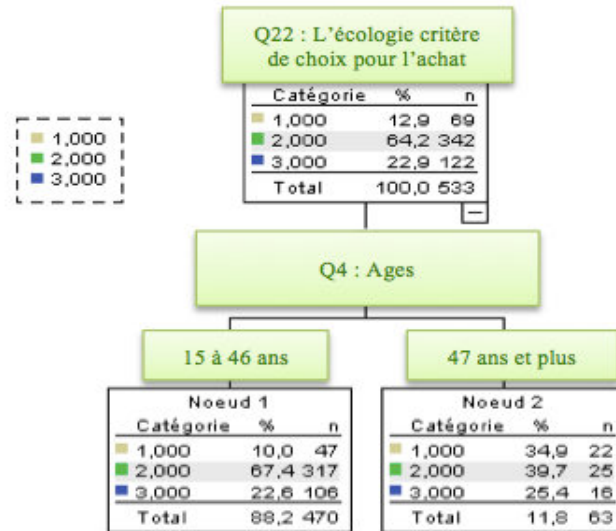 Q22 : L'écologie critère
de choix pour l'achat
Catégorie % n
1,000 12,9 69
2,000 64,2 342
3,000 22,9 122
Total 100,0 533
1,000
2,000
3,000
Q4 : Ages
15 à 46 ans
47 ans et plus
Noeud 1
Catégorie % n
1,000 10,0 47
2,000 67,4 317
3,000 22,6 106
Total 88,2 470
Noeud 2
Catégorie % n
1,000 34,9 22
2,000 39,7 25
3,000 25,4 16
Total 11,8 63